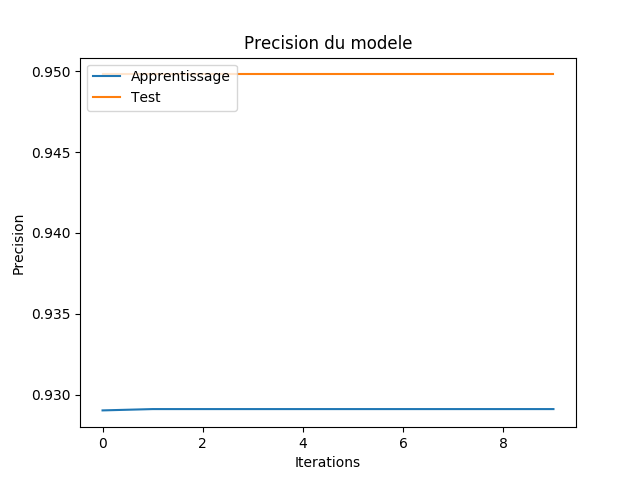 Precision du modele
Apprentissage
Test
Precision
0.950
0.945
0.940
0.935
0.930
0 2 4 6 8
Iterations